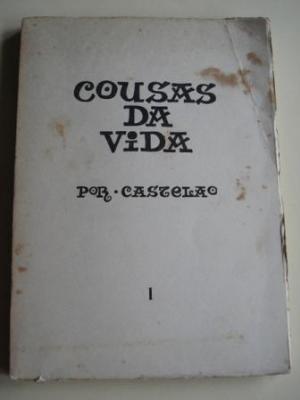 COUSAS
DA
ViDA
POR · CASTELAO
I